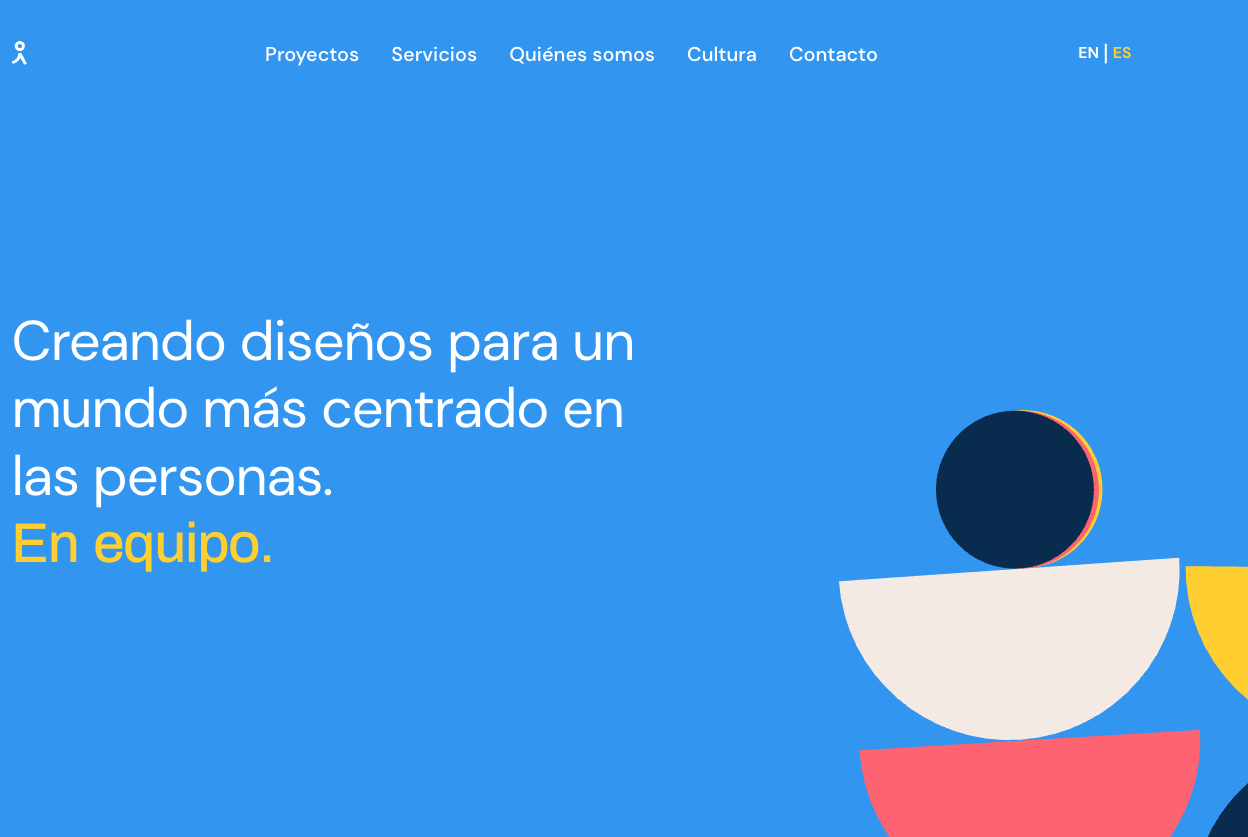 Proyectos Servicios Quiénes somos Cultura Contacto EN | ES
Creando diseños para un
mundo más centrado en
las personas.
En equipo.